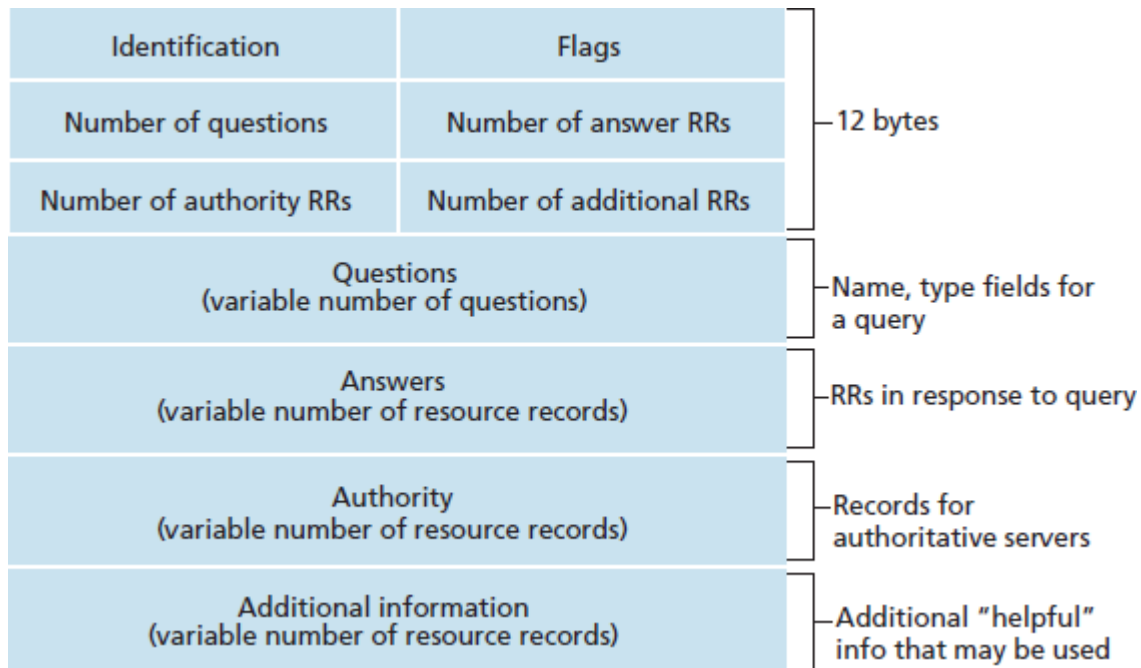 Identification
Flags
Number of questions
Number of answer RRs
12 bytes
Number of authority RRs
Number of additional RRs
Questions
(variable number of questions)
Name, type fields for
a query
Answers
(variable number of resource records)
RRs in response to query
Authority
(variable number of resource records)
Records for
authoritative servers
Additional information
(variable number of resource records)
Additional “helpful”
info that may be used